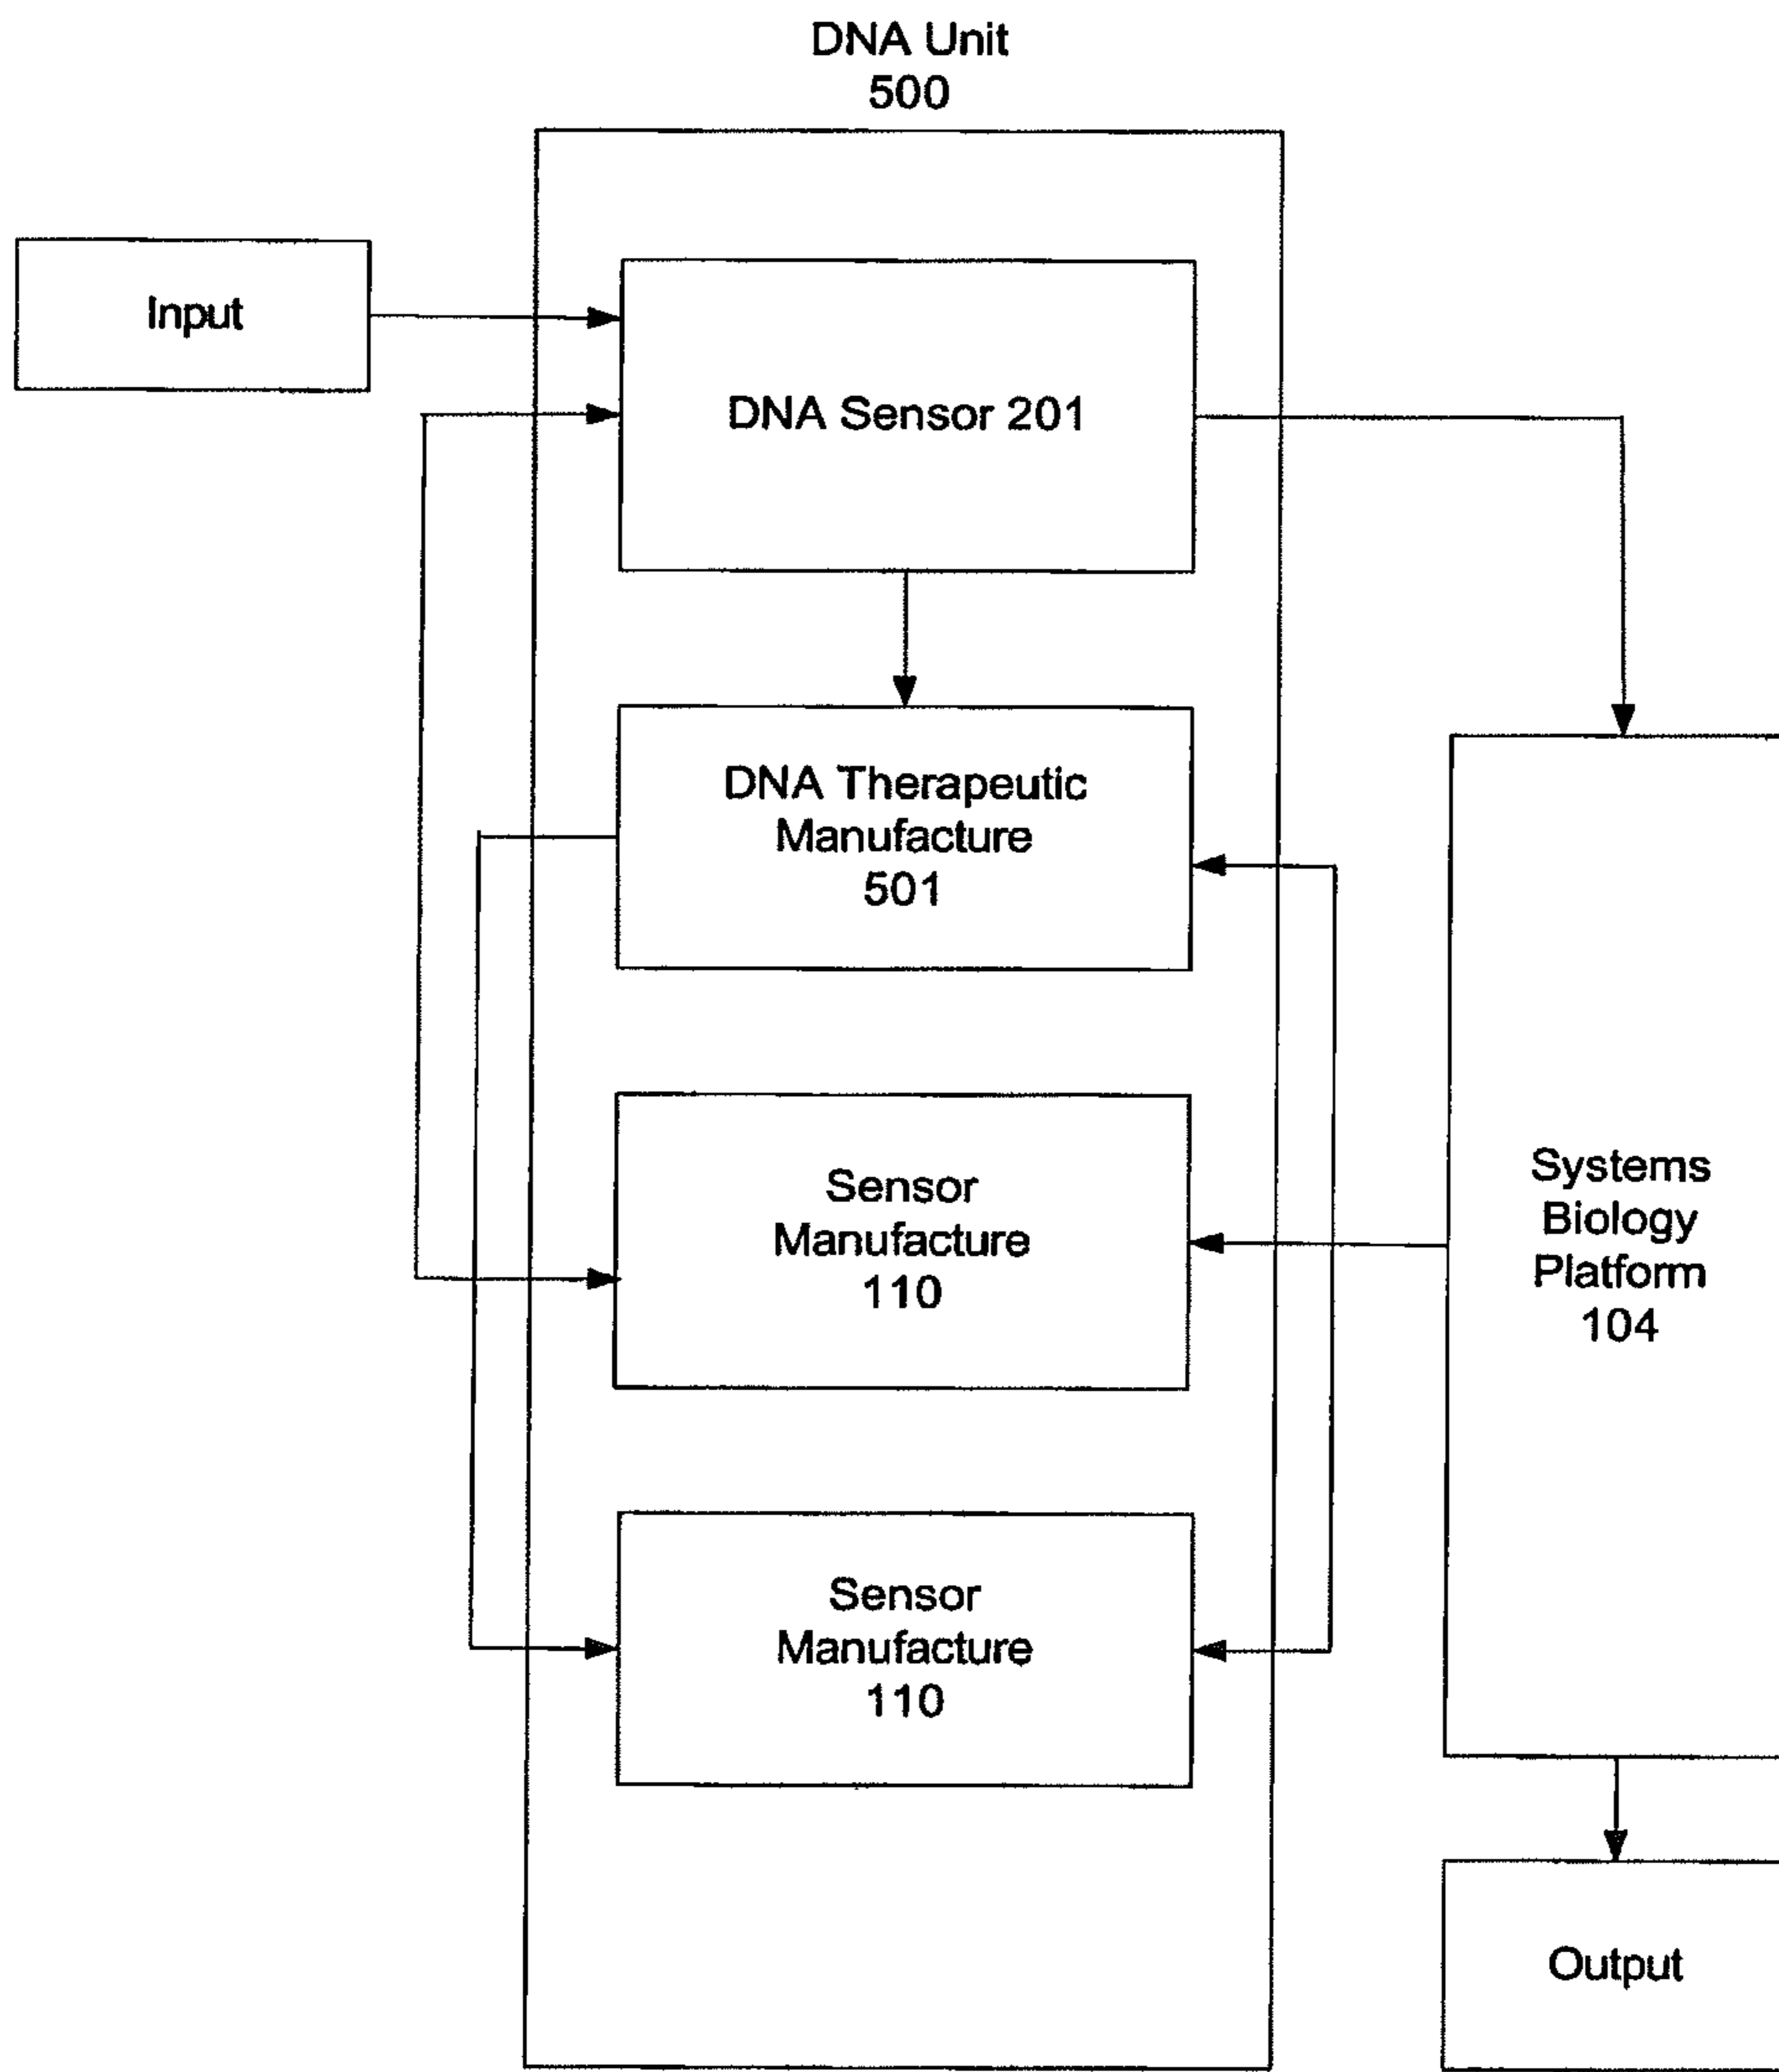 DNA Unit
500
Input
DNA Sensor 201
DNA Therapeutic
Manufacture
501
Sensor
Manufacture
110
Systems
Biology
Platform
104
Sensor
Manufacture
110
Output